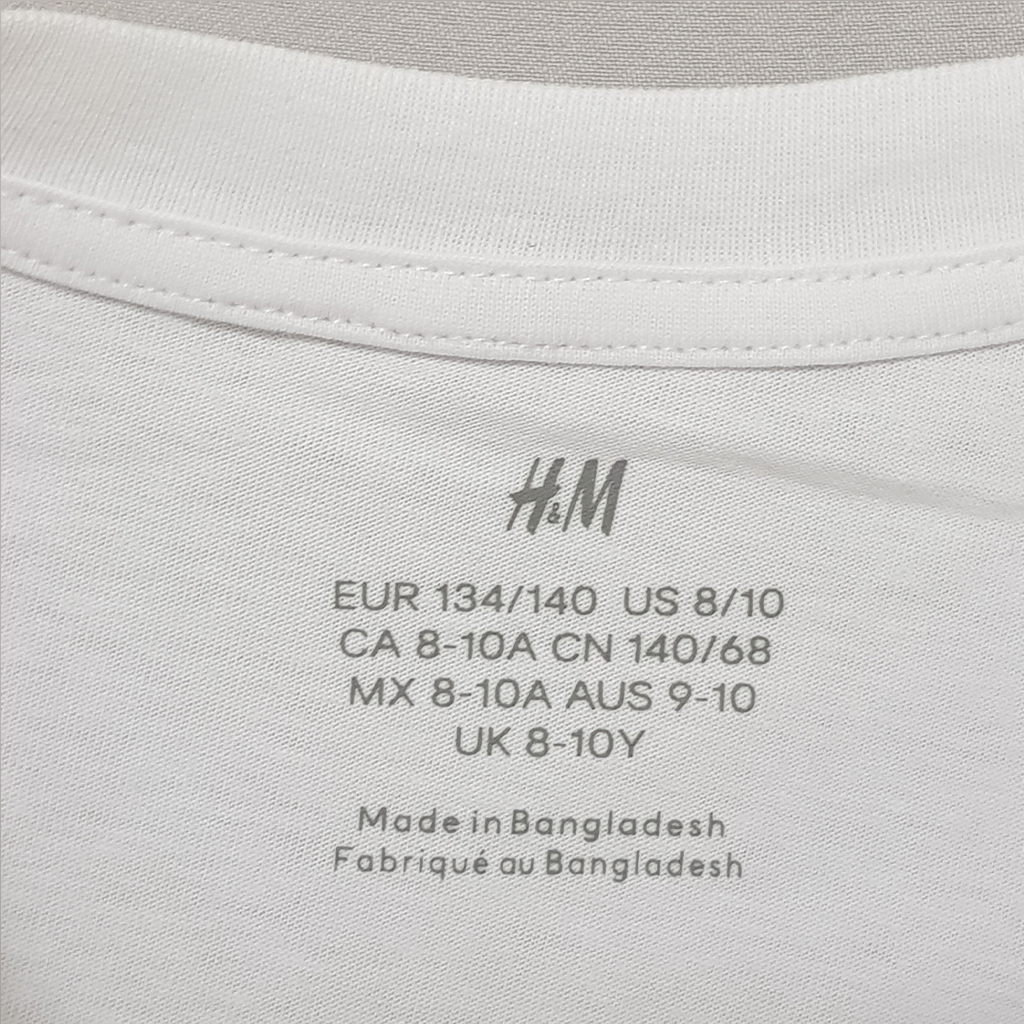 H&M
EUR 134/140 US 8/10
CA 8-10A CN 140/68
MX 8-10A AUS 9-10
UK 8-10Y
Made in Bangladesh
Fabriqué au Bangladesh